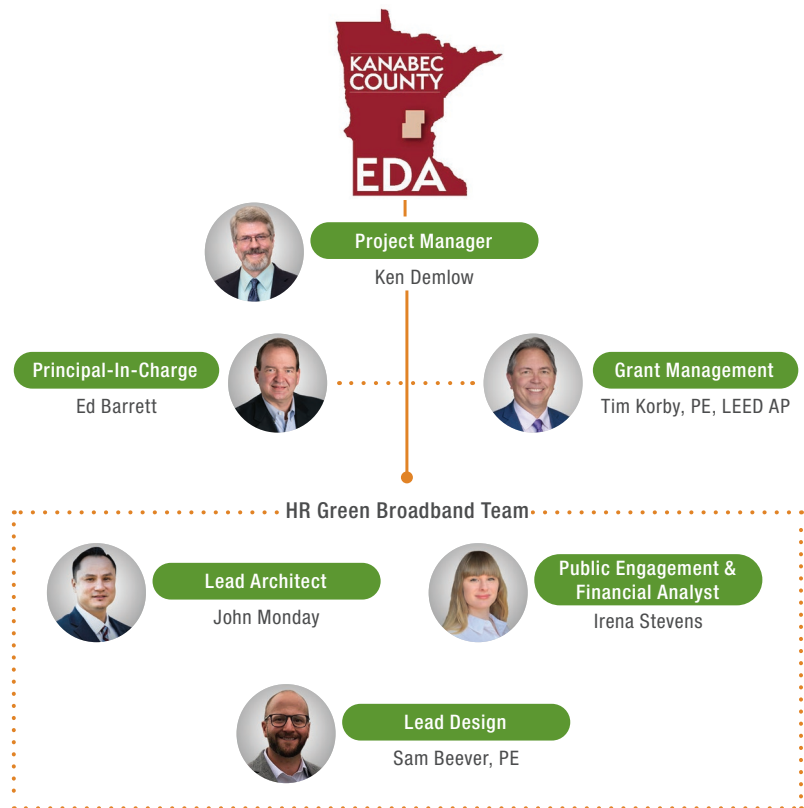 KANABEC
COUNTY
EDA
Project Manager
Ken Demlow
Principal-In-Charge
Ed Barrett
Grant Management
Tim Korby, PE, LEED AP
HR Green Broadband Team
Lead Architect
John Monday
Public Engagement &
Financial Analyst
Irena Stevens
Lead Design
Sam Beever, PE